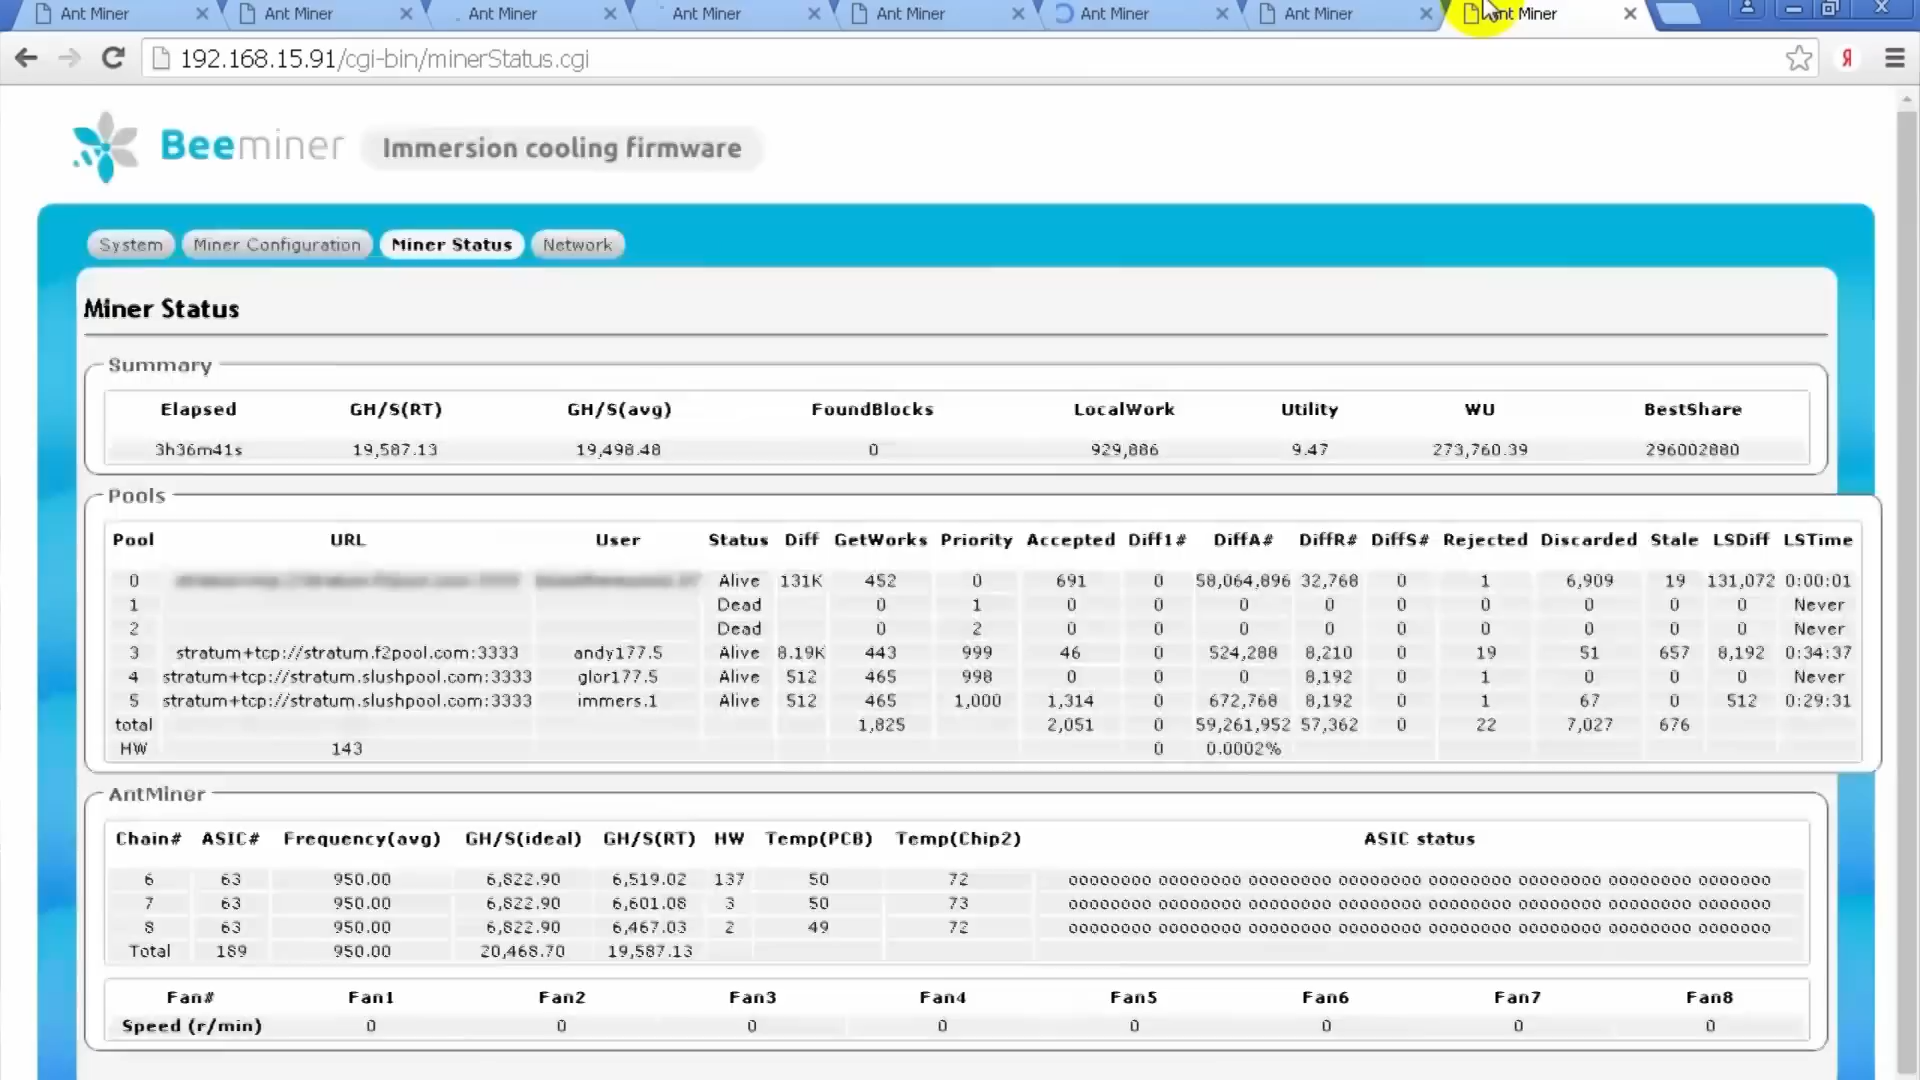 Ant Miner Ant Miner Ant Miner Ant Miner Ant Miner Ant Miner Ant Miner Ant Miner
192.168.15.91/cgi-bin/minerStatus.cgi Я
Beeminer Immersion cooling firmware
System Miner Configuration Miner Status Network
Miner Status
Summary
Elapsed GH/S(RT) GH/S(avg) FoundBlocks LocalWork Utility WU BestShare
3h36m41s 19,587.13 19,498.48 0 929,886 9.47 273,760.39 296002880
Pools
Pool URL User Status Diff GetWorks Priority Accepted Diff1# DiffA# DiffR# DiffS# Rejected Discarded Stale LSDiff LSTime
0 Alive 131K 452 0 691 0 58,064,896 32,768 0 1 6,909 19 131,072 0:00:01
1 Dead 0 1 0 0 0 0 0 0 0 0 0 Never
2 Dead 0 2 0 0 0 0 0 0 0 0 0 Never
3 stratum+tcp://stratum.f2pool.com:3333 andy177.5 Alive 8.19K 443 999 46 0 524,288 8,210 0 19 51 657 8,192 0:34:37
4 stratum+tcp://stratum.slushpool.com:3333 glor177.5 Alive 512 465 998 0 0 0 8,192 0 1 0 0 0 Never
5 stratum+tcp://stratum.slushpool.com:3333 immers.1 Alive 512 465 1,000 1,314 0 672,768 8,192 0 1 67 0 512 0:29:31
total 1,825 2,051 0 59,261,952 57,362 0 22 7,027 676
HW 143 0 0.0002%
AntMiner
Chain# ASIC# Frequency(avg) GH/S(ideal) GH/S(RT) HW Temp(PCB) Temp(Chip2) ASIC status
6 63 950.00 6,822.90 6,519.02 137 50 72 oooooooo oooooooo oooooooo oooooooo oooooooo oooooooo oooooooo ooooooo
7 63 950.00 6,822.90 6,601.08 3 50 73 oooooooo oooooooo oooooooo oooooooo oooooooo oooooooo oooooooo ooooooo
8 63 950.00 6,822.90 6,467.03 2 49 72 oooooooo oooooooo oooooooo oooooooo oooooooo oooooooo oooooooo ooooooo
Total 189 950.00 20,468.70 19,587.13
Fan# Fan1 Fan2 Fan3 Fan4 Fan5 Fan6 Fan7 Fan8
Speed (r/min) 0 0 0 0 0 0 0 0